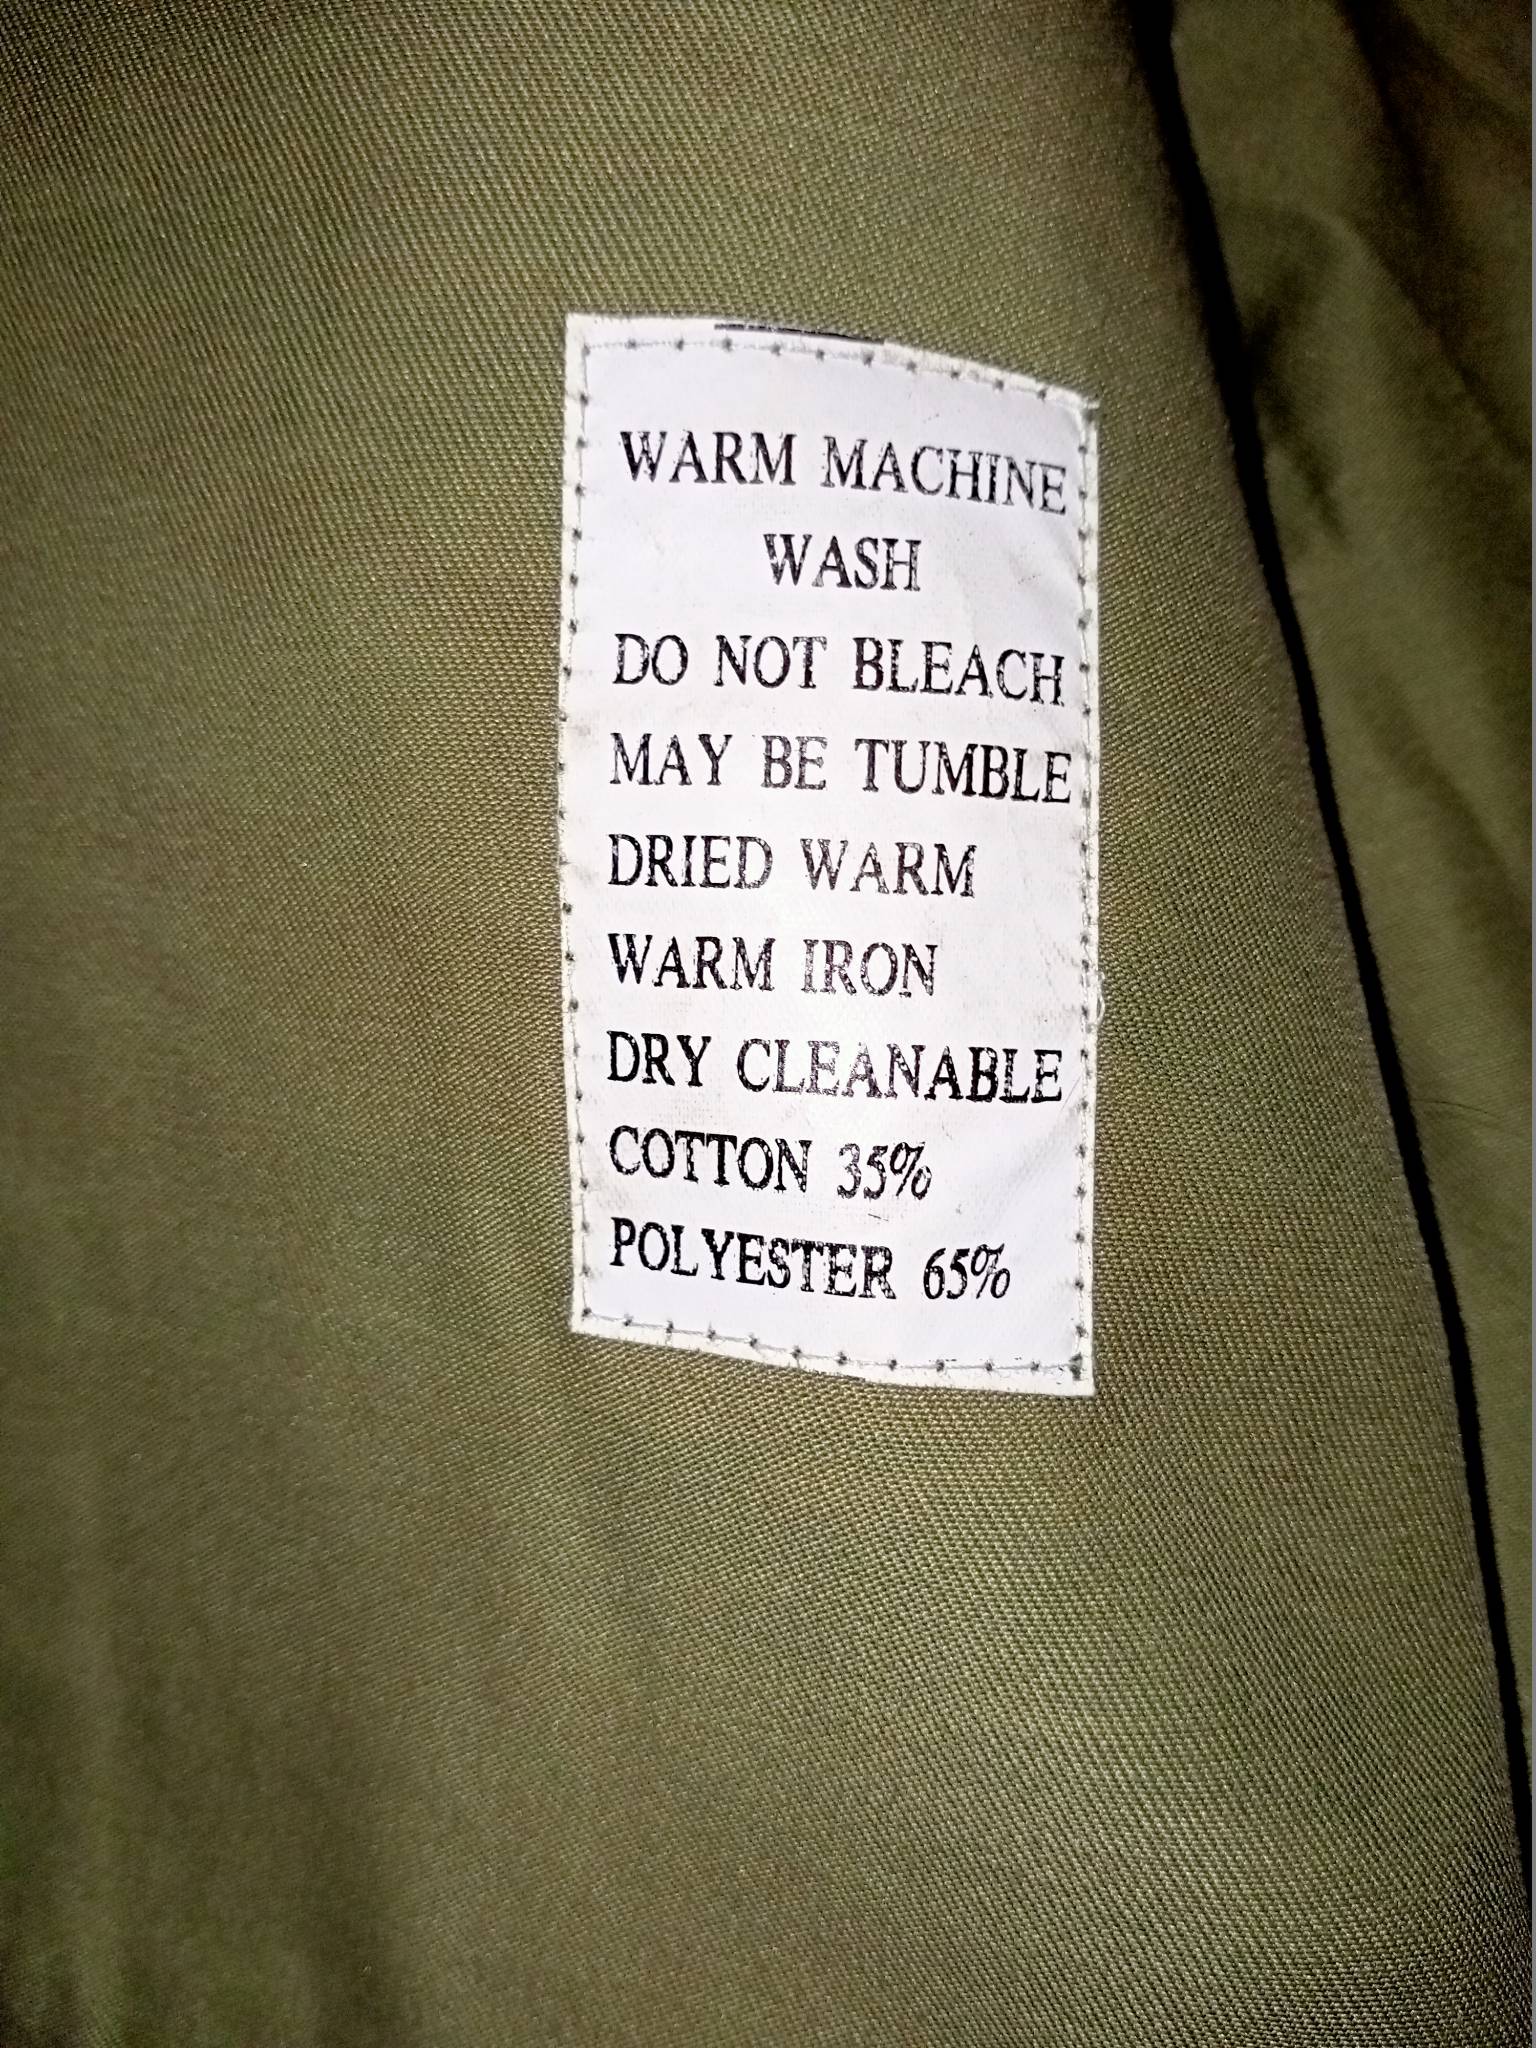 WARM MACHINE
WASH
DO NOT BLEACH
MAY BE TUMBLE
DRIED WARM
WARM IRON
DRY CLEANABLE
COTTON 35%
POLYESTER 65%